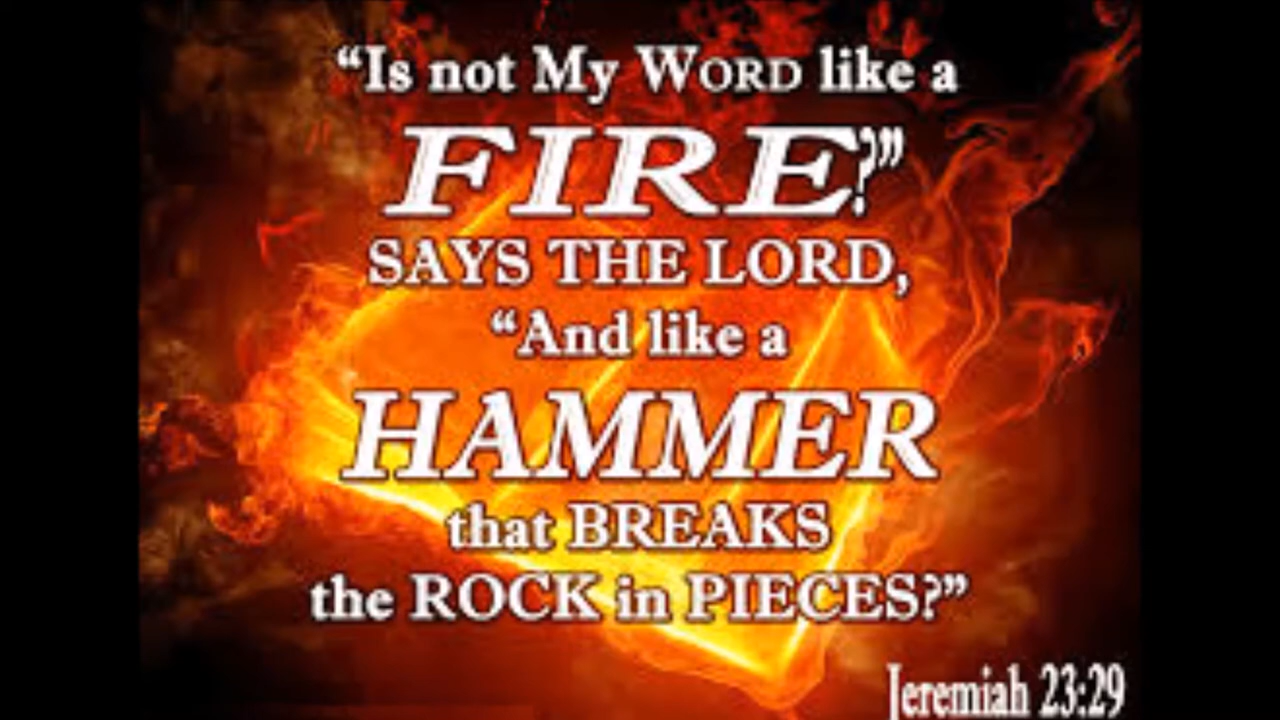 “Is not My WORD like a
FIRE?”
SAYS THE LORD,
“And like a
HAMMER
that BREAKS
the ROCK in PIECES?”
Jeremiah 23:29